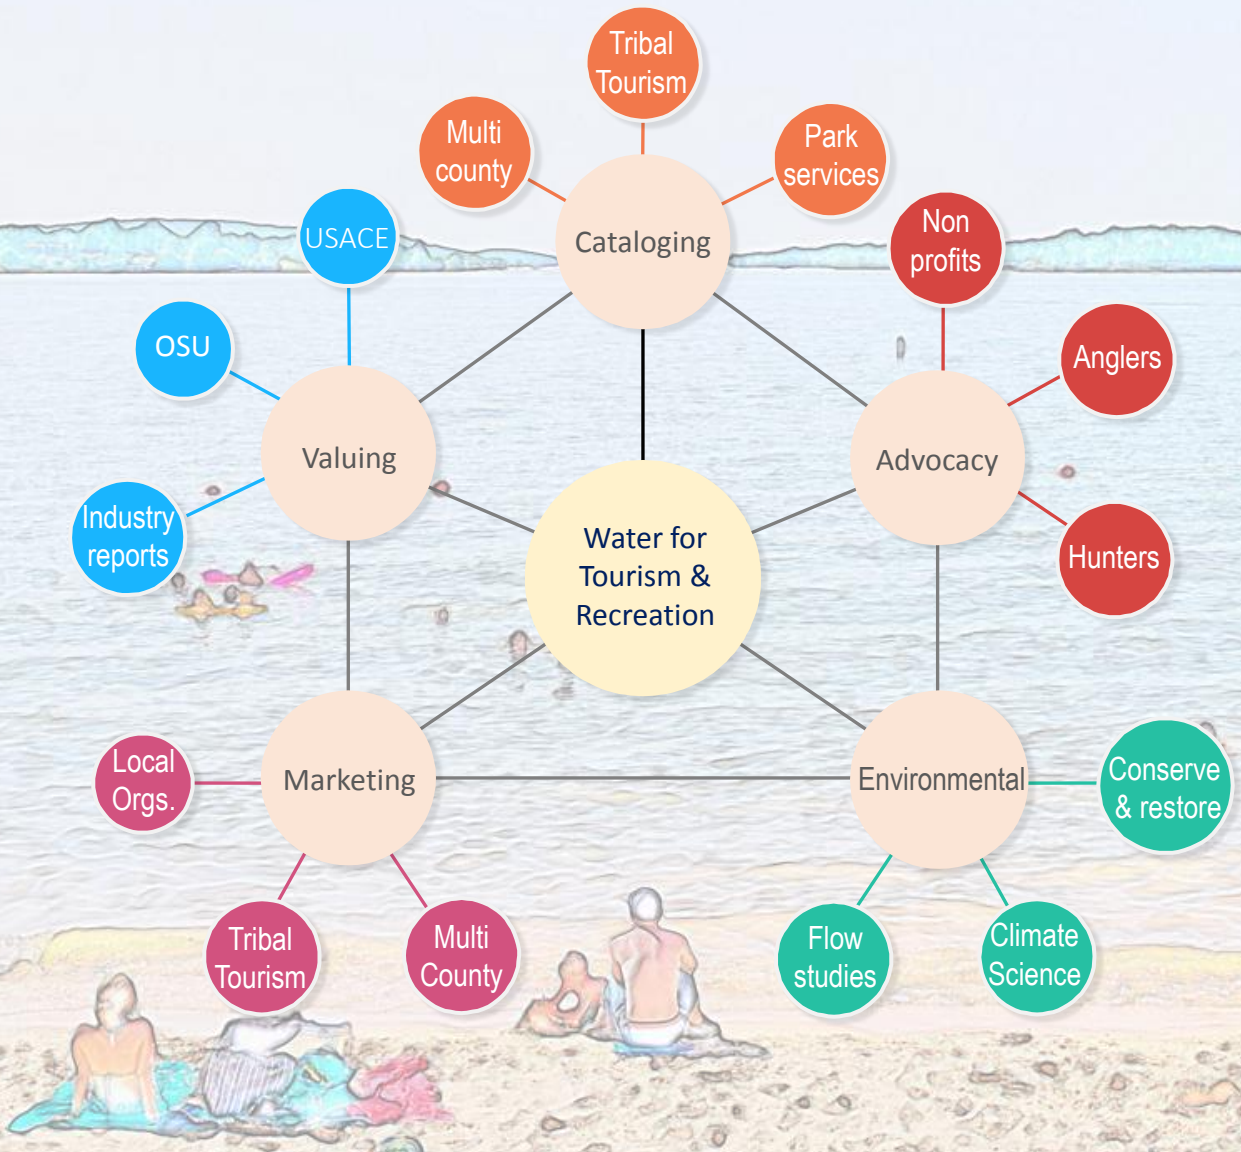 Tribal
Tourism
Multi
county
Park
services
Cataloging
USACE
Non
profits
OSU
Anglers
Valuing
Advocacy
Industry
reports
Hunters
Water for
Tourism &
Recreation
Local
Orgs.
Marketing
Environmental
Conserve
& restore
Tribal
Tourism
Multi
County
Flow
studies
Climate
Science